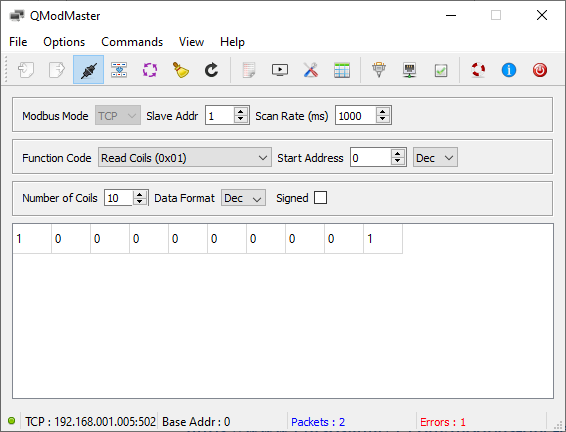 QModMaster
File Options Commands View Help
Modbus Mode TCP Slave Addr 1 Scan Rate (ms) 1000
Function Code Read Coils (0x01) Start Address 0 Dec
Number of Coils 10 Data Format Dec Signed
1 0 0 0 0 0 0 0 0 1
TCP : 192.168.001.005:502 Base Addr : 0 Packets : 2 Errors : 1